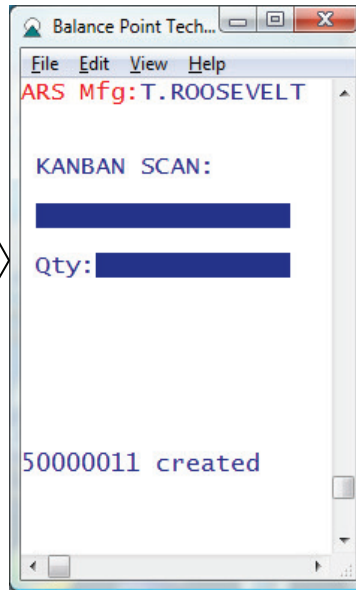 Balance Point Tech...
File Edit View Help
ARS Mfg:T.ROOSEVELT
KANBAN SCAN:
Qty:
50000011 created